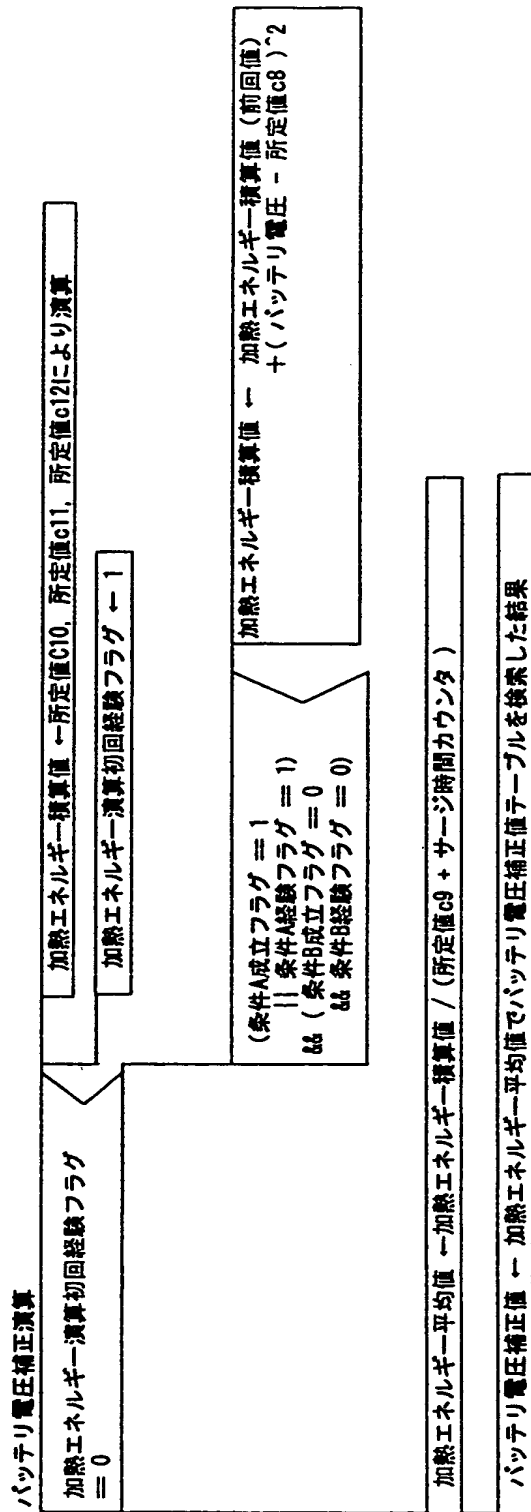 バッテリ電圧補正演算
加熱エネルギー演算初回経験フラグ
== 0
加熱エネルギー積算値 ←所定値C10, 所定値c11, 所定値c12により演算
加熱エネルギー演算初回経験フラグ ← 1
(条件A成立フラグ == 1
|| 条件A経験フラグ == 1)
&& ( 条件B成立フラグ == 0
&& 条件B経験フラグ == 0)
加熱エネルギー積算値 ← 加熱エネルギー積算値 (前回値)
+( バッテリ電圧 - 所定値c8 )^2
加熱エネルギー平均値 ←加熱エネルギー積算値 / (所定値c9 + サージ時間カウンタ )
バッテリ電圧補正値 ← 加熱エネルギー平均値でバッテリ電圧補正値テーブルを検索した結果